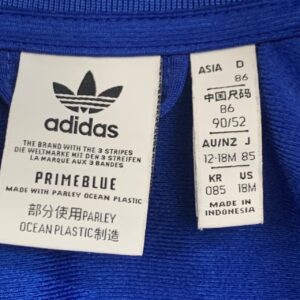 adidas
THE BRAND WITH THE 3 STRIPES
DIE WELTMARKE MIT DEN 3 STREIFEN
LA MARQUE AUX 3 BANDES
PRIMEBLUE
MADE WITH PARLEY OCEAN PLASTIC
部分使用PARLEY
OCEAN PLASTIC制造
ASIA D
86
中国尺码
86
90/52
AU/NZ J
12-18M 85
KR US
085 18M
MADE IN
INDONESIA